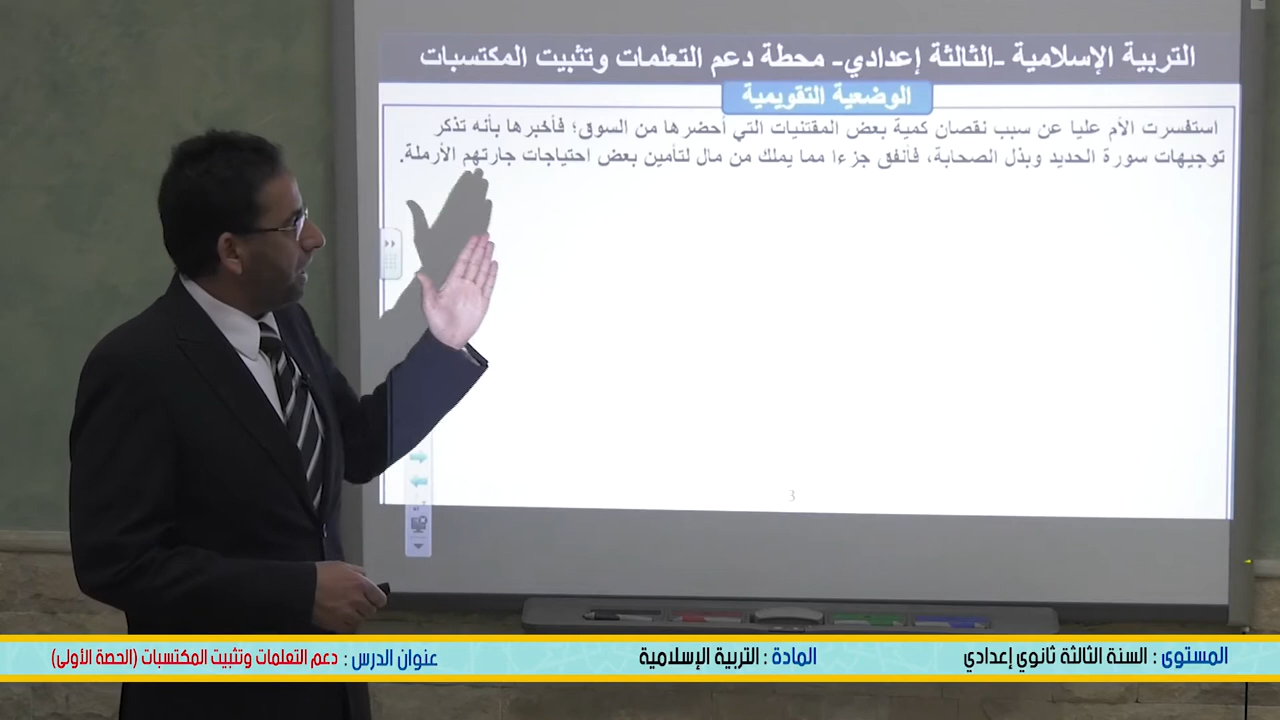 التربية الإسلامية -الثالثة إعدادي- محطة دعم التعلمات وتثبيت المكتسبات
الوضعية التقويمية
استفسرت الأم عليا عن سبب نقصان كمية بعض المقتنيات التي أحضرها من السوق؛ فأخبرها بأنه تذكر
توجيهات سورة الحديد وبذل الصحابة، فأنفق جزءا مما يملك من مال لتأمين بعض احتياجات جارتهم الأرملة.
3
المستوى : السنة الثالثة ثانوي إعدادي
المادة : التربية الإسلامية
عنوان الدرس : دعم التعلمات وتثبيت المكتسبات (الحصة الأولى)